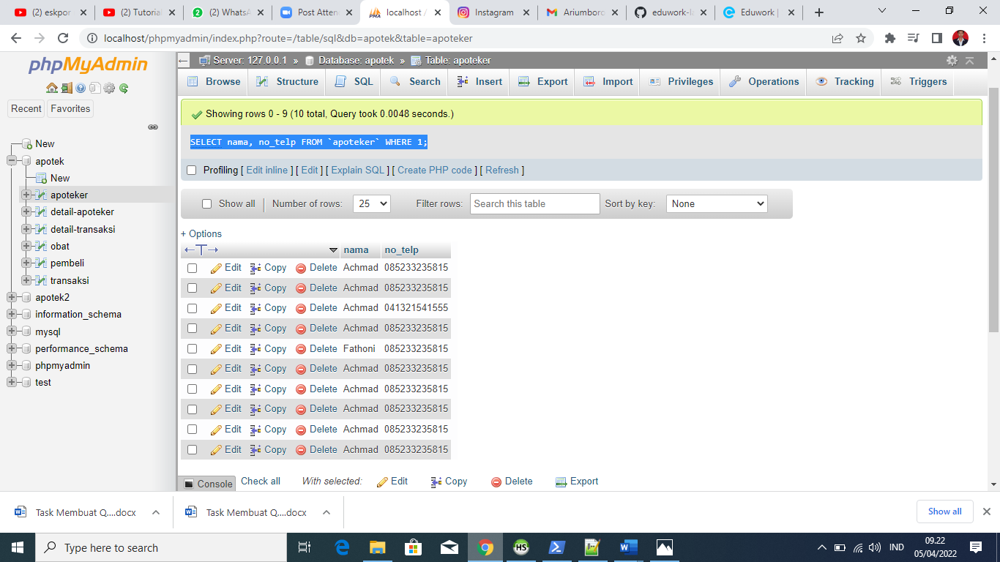 (2) eskpor
(2) Tutorial
(2) WhatsA
Post Atten
localhost /
Instagram
Ariumboro
eduwork-la
Eduwork |
localhost/phpmyadmin/index.php?route=/table/sql&db=apotek&table=apoteker
phpMyAdmin
Recent
Favorites
New
apotek
New
apoteker
detail-apoteker
detail-transaksi
obat
pembeli
transaksi
apotek2
information_schema
mysql
performance_schema
phpmyadmin
test
Server: 127.0.0.1 » Database: apotek » Table: apoteker
Browse Structure SQL Search Insert Export Import Privileges Operations Tracking Triggers
Showing rows 0 - 9 (10 total, Query took 0.0048 seconds.)
SELECT nama, no_telp FROM `apoteker` WHERE 1;
Profiling [ Edit inline ] [ Edit ] [ Explain SQL ] [ Create PHP code ] [ Refresh ]
Show all | Number of rows: 25 Filter rows: Search this table Sort by key: None
+ Options
nama no_telp
Edit Copy Delete Achmad 085233235815
Edit Copy Delete Achmad 085233235815
Edit Copy Delete Achmad 041321541555
Edit Copy Delete Achmad 085233235815
Edit Copy Delete Fathoni 085233235815
Edit Copy Delete Achmad 085233235815
Edit Copy Delete Achmad 085233235815
Edit Copy Delete Achmad 085233235815
Edit Copy Delete Achmad 085233235815
Edit Copy Delete Achmad 085233235815
Console
Check all With selected: Edit Copy Delete Export
Task Membuat Q....docx
Task Membuat Q....docx
Show all
Type here to search
HS
IND
09.22
05/04/2022